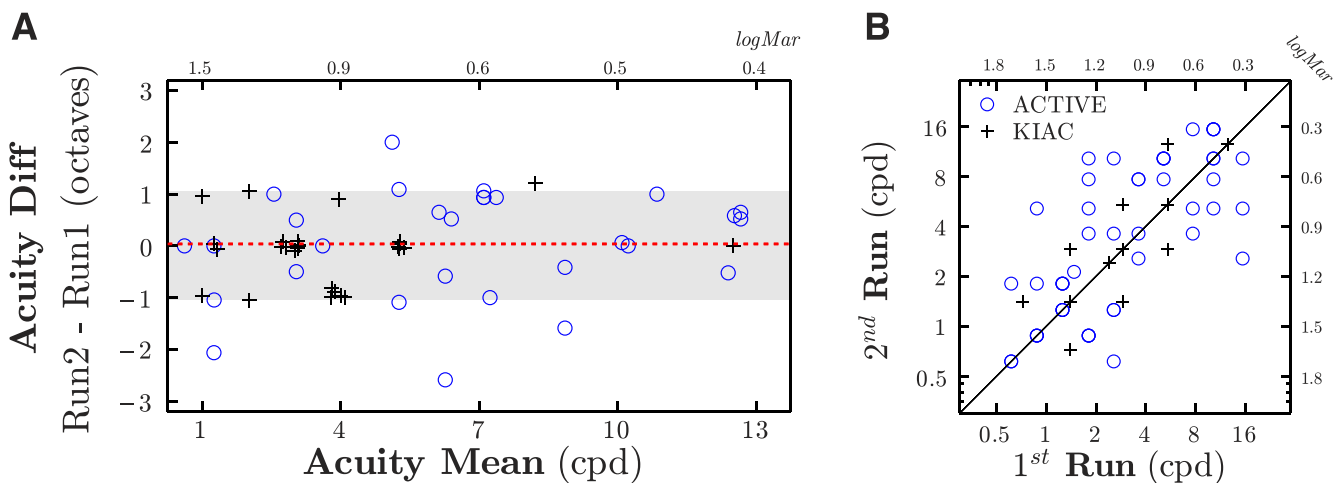 A
logMar
1.5 0.9 0.6 0.5 0.4
3
2
1
0
−1
−2
−3
Acuity Diff
Run2 - Run1 (octaves)
1 4 7 10 13
Acuity Mean (cpd)
B
logMar
1.8 1.5 1.2 0.9 0.6 0.3
ACTIVE
KIAC
16
8
4
2
1
0.5
2nd Run (cpd)
0.3
0.6
0.9
1.2
1.5
1.8
0.5 1 2 4 8 16
1st Run (cpd)